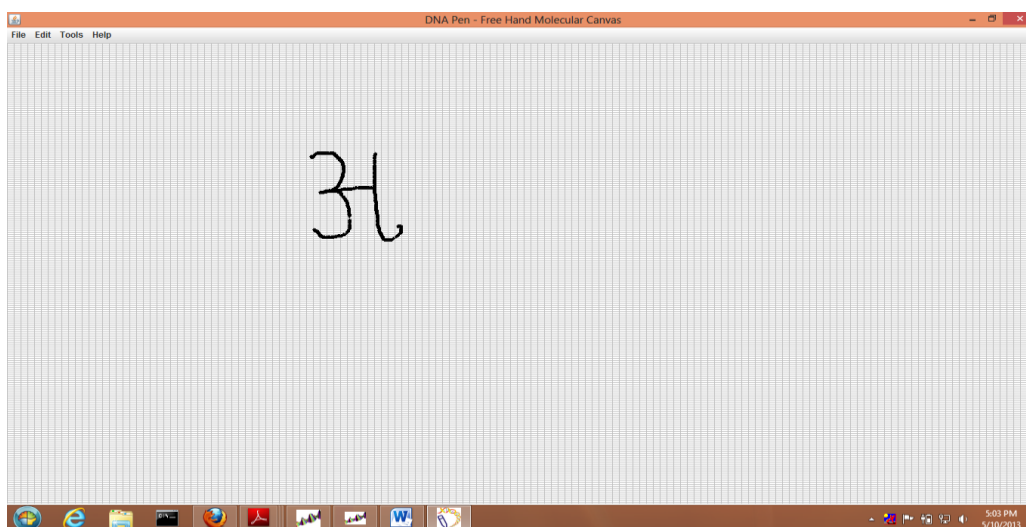 DNA Pen - Free Hand Molecular Canvas
File Edit Tools Help
અ
5:03 PM
5/10/2013